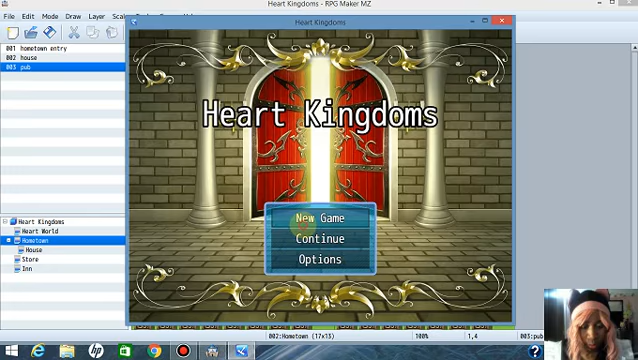 Heart Kingdoms - RPG Maker MZ
File Edit Mode Draw Layer Scale
Heart Kingdoms
001 hometown entry
002 house
003 pub
Heart Kingdoms
New Game
Continue
Options
Heart Kingdoms
Heart World
Hometown
House
Store
Inn
002:Hometown (17x13)
100%
1,4
003:pub